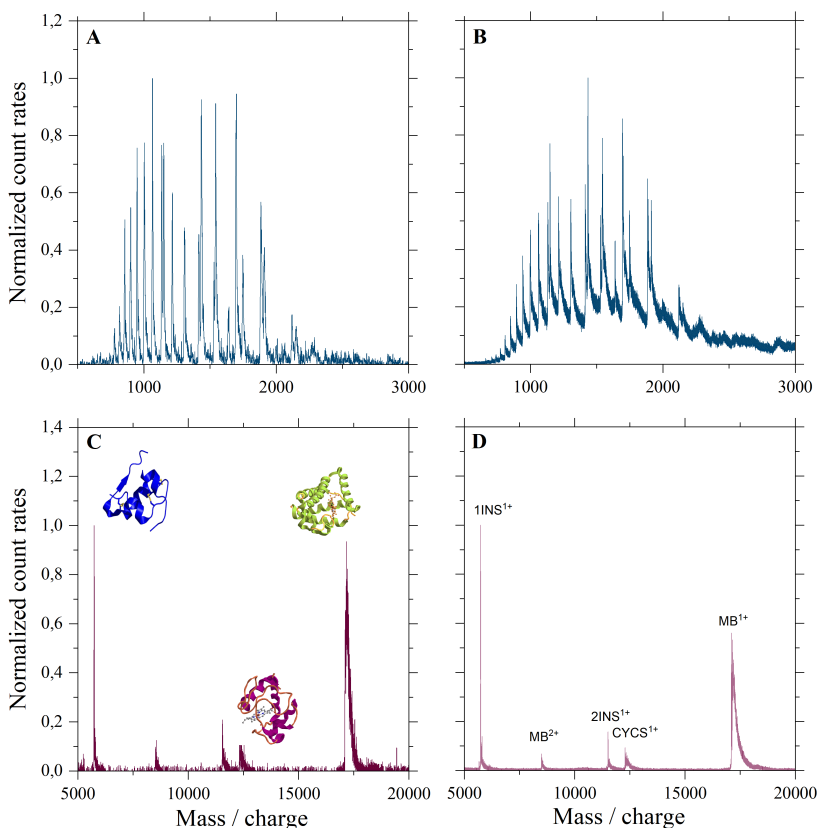 A
B
Normalized count rates
1,2
1,0
0,8
0,6
0,4
0,2
0,0
1000 2000 3000
1000 2000 3000
C
D
Normalized count rates
1,4
1,2
1,0
0,8
0,6
0,4
0,2
0,0
1INS1+
MB2+
2INS1+
CYCS1+
MB1+
5000 10000 15000 20000
5000 10000 15000 20000
Mass / charge
Mass / charge